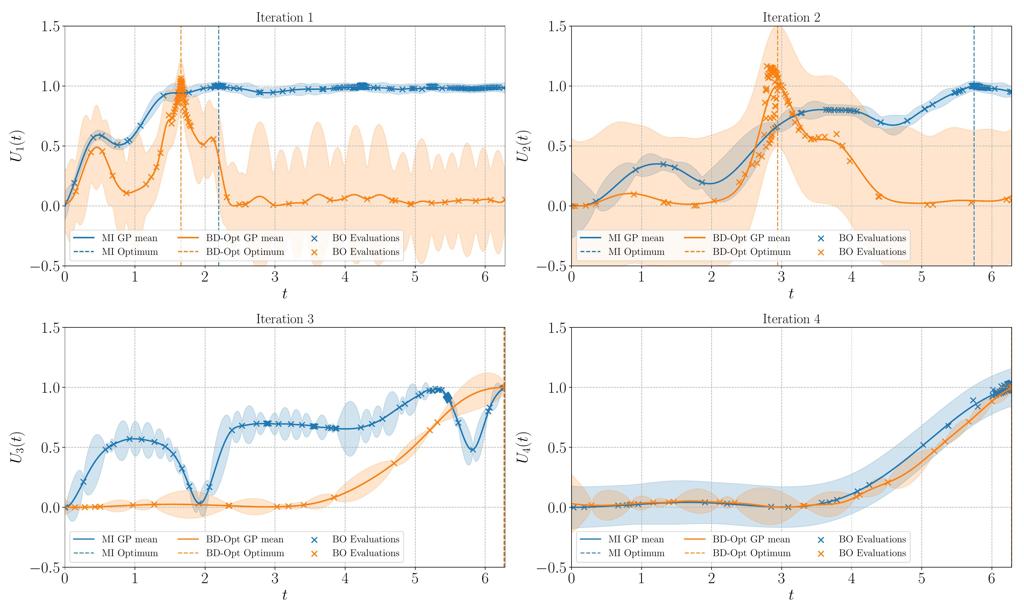 Iteration 1
1.5
1.0
0.5
0.0
−0.5
U1(t)
MI GP mean
BD-Opt GP mean
BO Evaluations
MI Optimum
BD-Opt Optimum
BO Evaluations
0 1 2 3 4 5 6
t
Iteration 2
1.5
1.0
0.5
0.0
−0.5
U2(t)
MI GP mean
BD-Opt GP mean
BO Evaluations
MI Optimum
BD-Opt Optimum
BO Evaluations
0 1 2 3 4 5 6
t
Iteration 3
1.5
1.0
0.5
0.0
−0.5
U3(t)
MI GP mean
BD-Opt GP mean
BO Evaluations
MI Optimum
BD-Opt Optimum
BO Evaluations
0 1 2 3 4 5 6
t
Iteration 4
1.5
1.0
0.5
0.0
−0.5
U4(t)
MI GP mean
BD-Opt GP mean
BO Evaluations
MI Optimum
BD-Opt Optimum
BO Evaluations
0 1 2 3 4 5 6
t